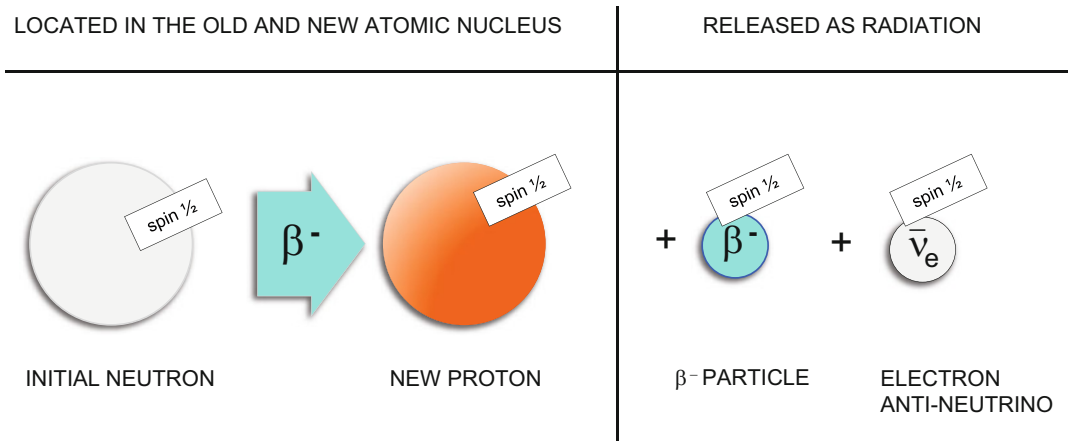 LOCATED IN THE OLD AND NEW ATOMIC NUCLEUS
RELEASED AS RADIATION
spin ½
β-
spin ½
+
spin ½
β-
+
spin ½
ν̄e
INITIAL NEUTRON
NEW PROTON
β– PARTICLE
ELECTRON
ANTI-NEUTRINO